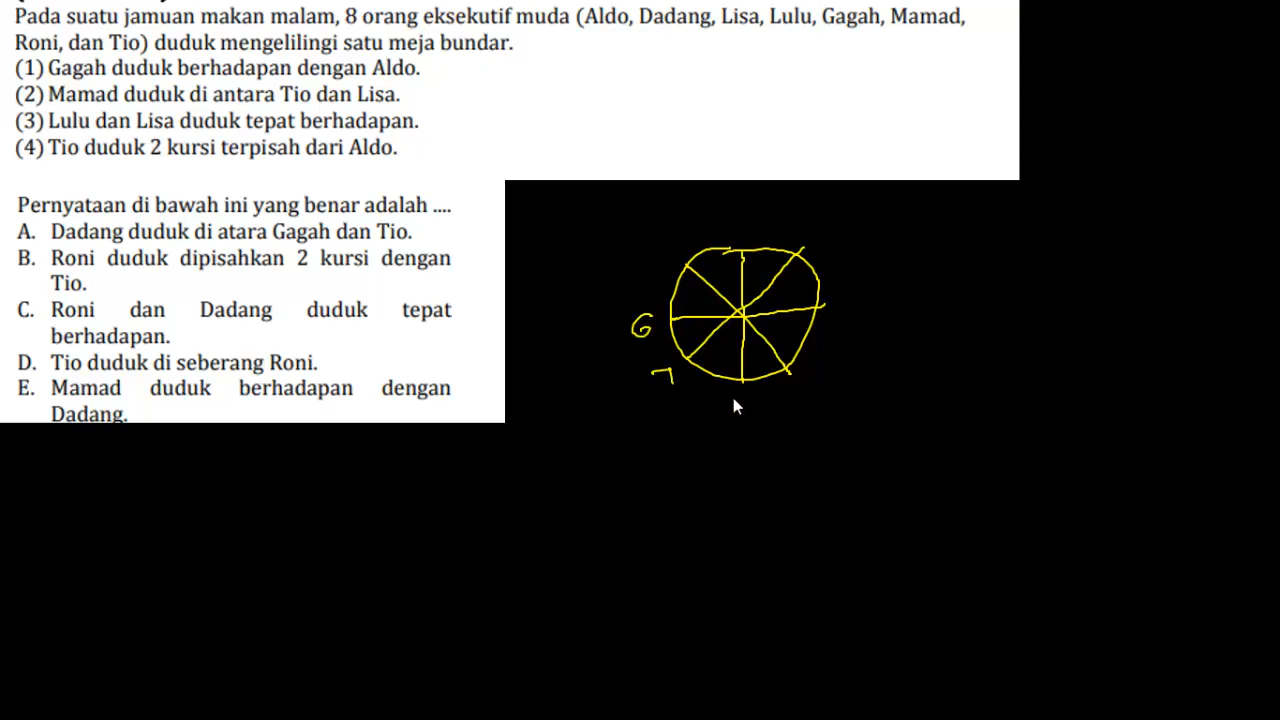 Pada suatu jamuan makan malam, 8 orang eksekutif muda (Aldo, Dadang, Lisa, Lulu, Gagah, Mamad,
Roni, dan Tio) duduk mengelilingi satu meja bundar.
(1) Gagah duduk berhadapan dengan Aldo.
(2) Mamad duduk di antara Tio dan Lisa.
(3) Lulu dan Lisa duduk tepat berhadapan.
(4) Tio duduk 2 kursi terpisah dari Aldo.
Pernyataan di bawah ini yang benar adalah ....
A. Dadang duduk di atara Gagah dan Tio.
B. Roni duduk dipisahkan 2 kursi dengan
Tio.
C. Roni dan Dadang duduk tepat
berhadapan.
D. Tio duduk di seberang Roni.
E. Mamad duduk berhadapan dengan
Dadang.
G